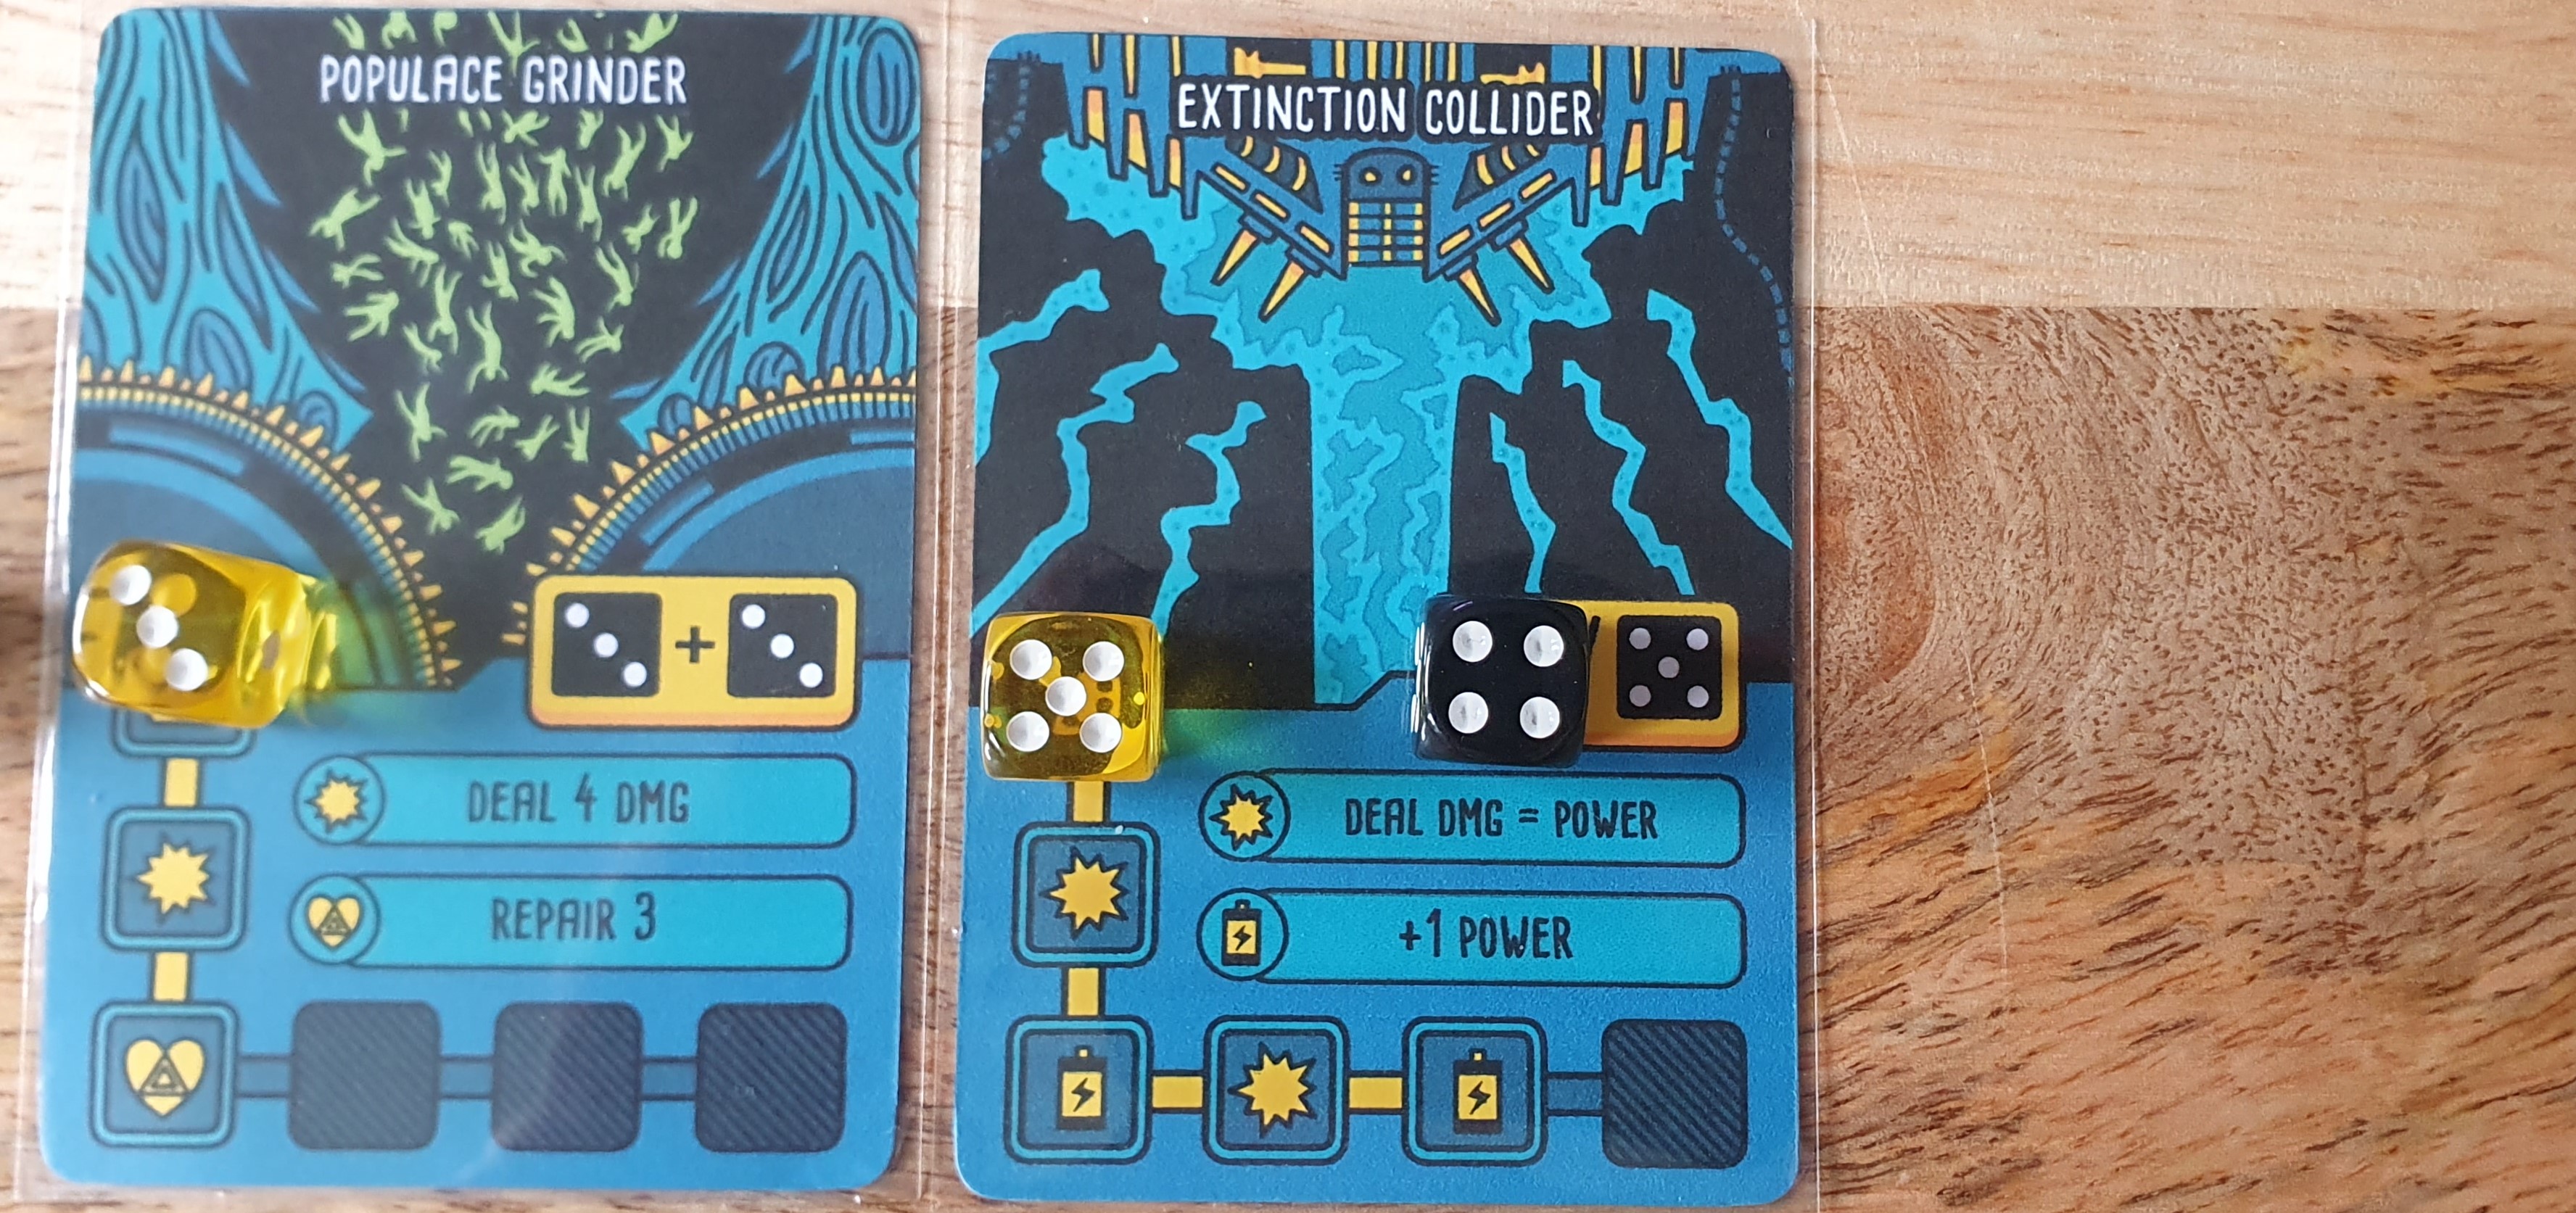 POPULACE GRINDER
+
DEAL 4 DMG
REPAIR 3
EXTINCTION COLLIDER
DEAL DMG = POWER
+1 POWER